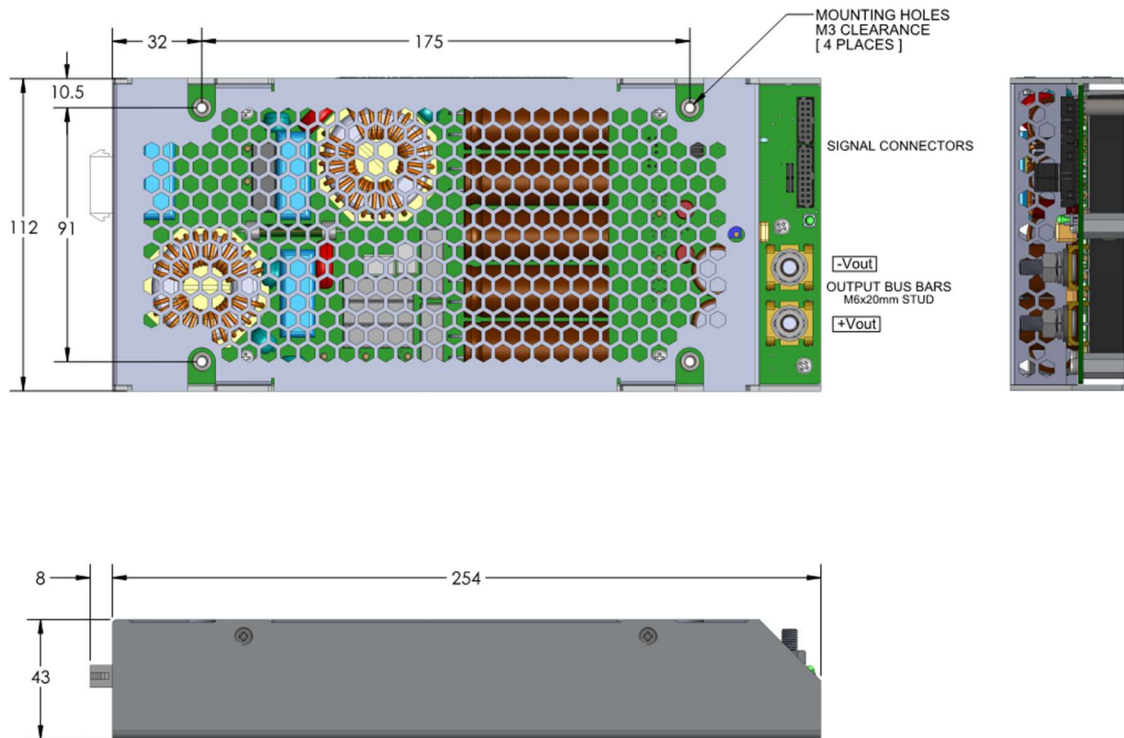 MOUNTING HOLES
M3 CLEARANCE
[ 4 PLACES ]
32
175
10.5
SIGNAL CONNECTORS
112
91
-Vout
OUTPUT BUS BARS
M6x20mm STUD
+Vout
8
254
43